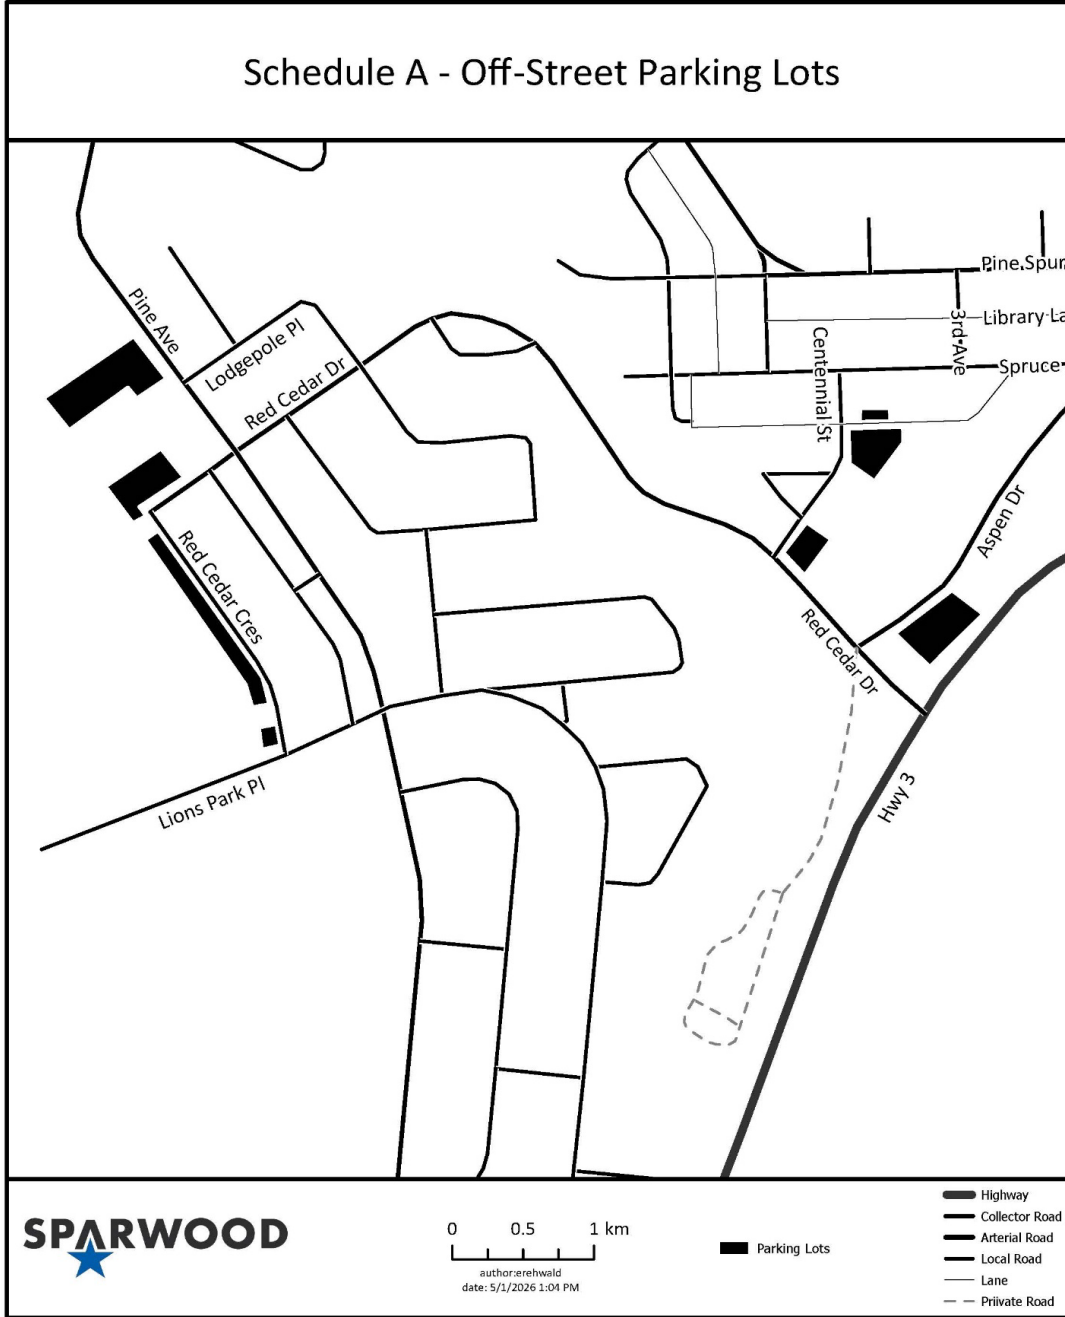 Schedule A - Off-Street Parking Lots
Pine Spur
Pine Ave
Library La
3rd Ave
Lodgepole Pl
Centennial St
Red Cedar Dr
Spruce
Aspen Dr
Red Cedar Cres
Red Cedar Dr
Hwy 3
Lions Park Pl
SPARWOOD
0 0.5 1 km
author:erehwald
date: 5/1/2026 1:04 PM
Parking Lots
Highway
Collector Road
Arterial Road
Local Road
Lane
Priivate Road